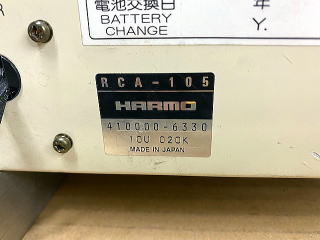 電池交換日 年
BATTERY Y.
CHANGE
R
RCA-105
HARMO
410000-6330
10U 020K
MADE IN JAPAN